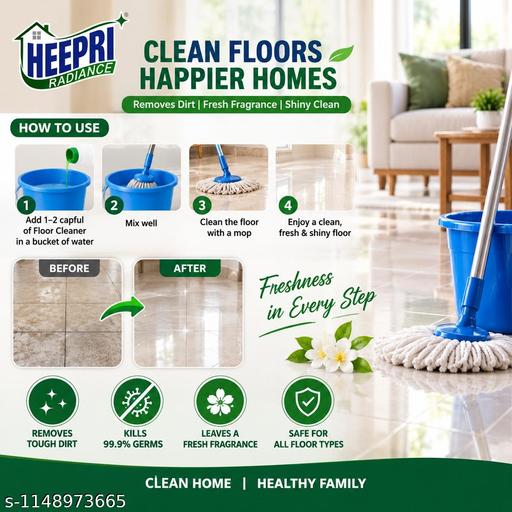 HEEPRI
RADIANCE
CLEAN FLOORS
HAPPIER HOMES
Removes Dirt | Fresh Fragrance | Shiny Clean
HOW TO USE
1
Add 1-2 capful
of Floor Cleaner
in a bucket of water
2
Mix well
3
Clean the floor
with a mop
4
Enjoy a clean,
fresh & shiny floor
BEFORE
AFTER
Freshness
in Every Step
REMOVES
TOUGH DIRT
KILLS
99.9% GERMS
LEAVES A
FRESH FRAGRANCE
SAFE FOR
ALL FLOOR TYPES
CLEAN HOME | HEALTHY FAMILY
s-1148973665